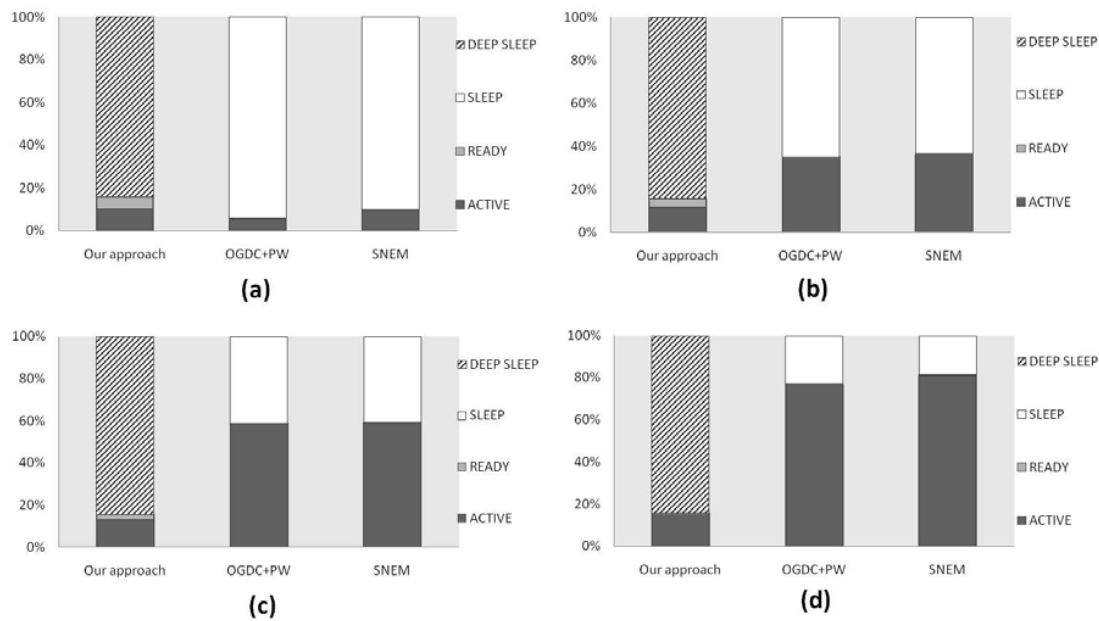 100%
80%
60%
40%
20%
0%
DEEP SLEEP
SLEEP
READY
ACTIVE
Our approach OGDC+PW SNEM
(a)
100%
80%
60%
40%
20%
0%
DEEP SLEEP
SLEEP
READY
ACTIVE
Our approach OGDC+PW SNEM
(b)
100%
80%
60%
40%
20%
0%
DEEP SLEEP
SLEEP
READY
ACTIVE
Our approach OGDC+PW SNEM
(c)
100%
80%
60%
40%
20%
0%
DEEP SLEEP
SLEEP
READY
ACTIVE
Our approach OGDC+PW SNEM
(d)